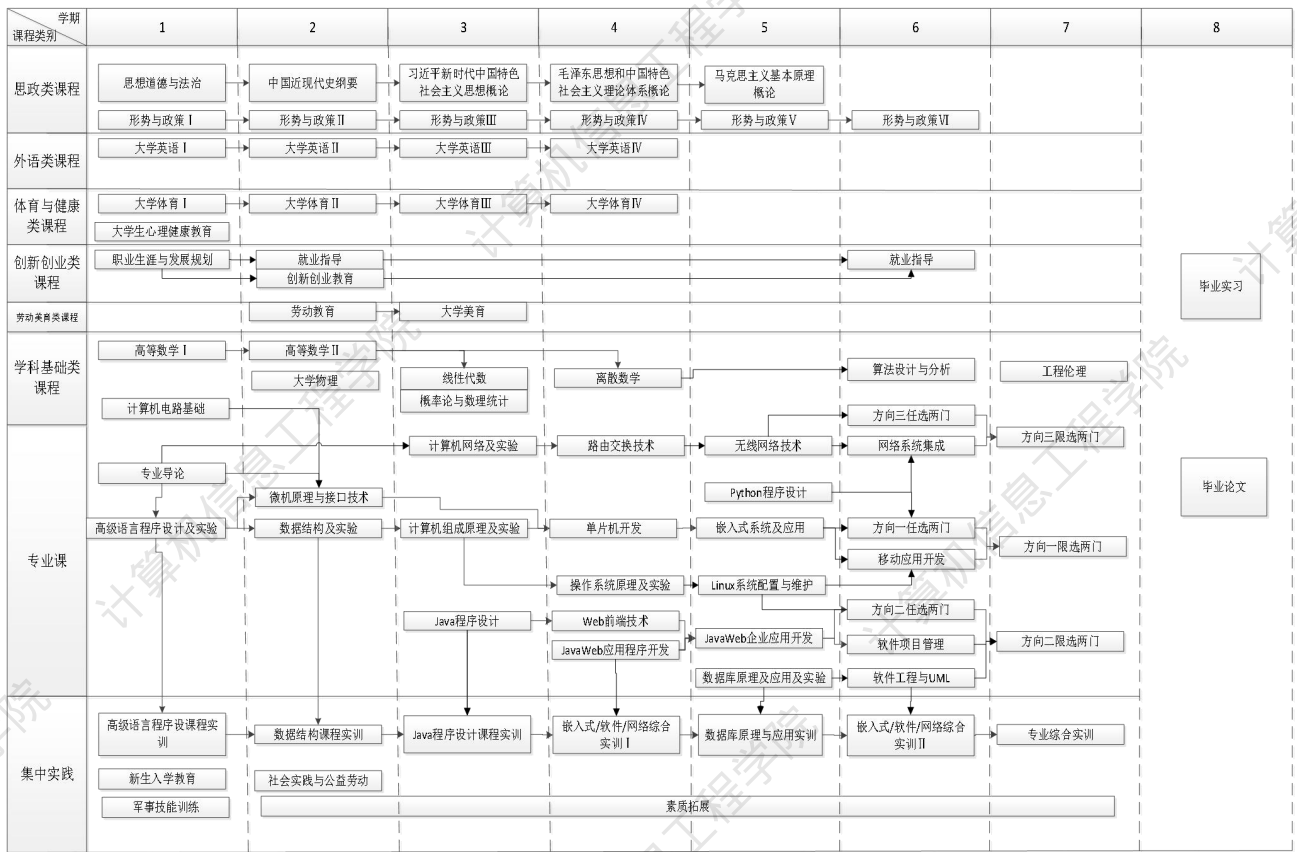 学期
课程类别
1
2
3
4
5
6
7
8
思政类课程
思想道德与法治
中国近现代史纲要
习近平新时代中国特色
社会主义思想概论
毛泽东思想和中国特色
社会主义理论体系概论
马克思主义基本原理
概论
形势与政策Ⅰ
形势与政策Ⅱ
形势与政策Ⅲ
形势与政策Ⅳ
形势与政策Ⅴ
形势与政策Ⅵ
外语类课程
大学英语Ⅰ
大学英语Ⅱ
大学英语Ⅲ
大学英语Ⅳ
体育与健康
类课程
大学体育Ⅰ
大学体育Ⅱ
大学体育Ⅲ
大学体育Ⅳ
大学生心理健康教育
创新创业类
课程
职业生涯与发展规划
就业指导
就业指导
创新创业教育
毕业实习
劳动美育类课程
劳动教育
大学美育
学科基础类
课程
高等数学Ⅰ
高等数学Ⅱ
大学物理
线性代数
离散数学
算法设计与分析
工程伦理
概率论与数理统计
计算机电路基础
方向三任选两门
专业课
计算机网络及实验
路由交换技术
无线网络技术
网络系统集成
方向三限选两门
专业导论
毕业论文
微机原理与接口技术
Python程序设计
高级语言程序设计及实验
数据结构及实验
计算机组成原理及实验
单片机开发
嵌入式系统及应用
方向一任选两门
方向一限选两门
移动应用开发
操作系统原理及实验
Linux系统配置与维护
方向二任选两门
Java程序设计
Web前端技术
JavaWeb企业应用开发
软件项目管理
方向二限选两门
JavaWeb应用程序开发
数据库原理及应用及实验
软件工程与UML
集中实践
高级语言程序设课程实
训
数据结构课程实训
Java程序设计课程实训
嵌入式/软件/网络综合
实训Ⅰ
数据库原理与应用实训
嵌入式/软件/网络综合
实训Ⅱ
专业综合实训
新生入学教育
社会实践与公益劳动
军事技能训练
素质拓展
计算机信息工程学院
计算机信息工程学院
计算机信息工程学院